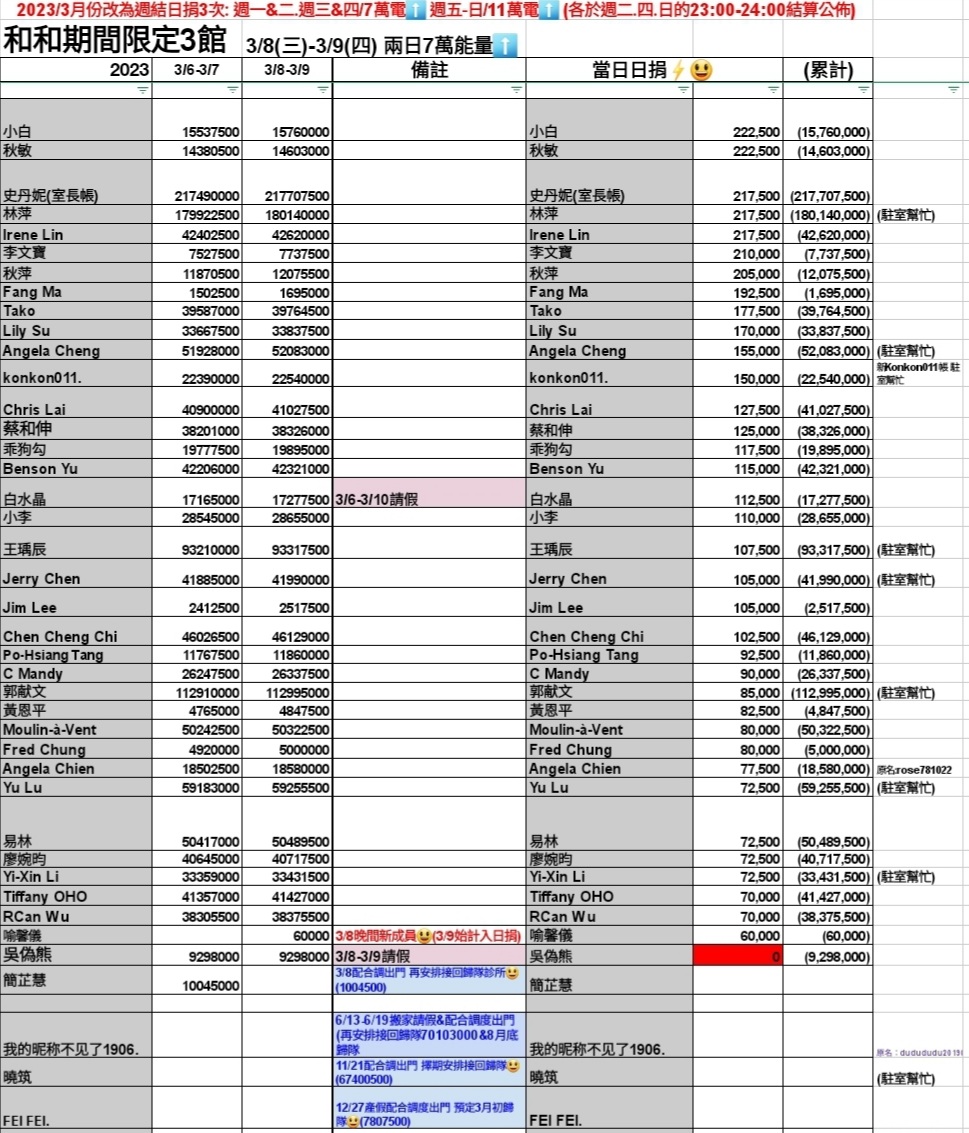 2023/3月份改為週結日捐3次: 週一&二.週三&四/7萬電⬆️ 週五-日/11萬電⬆️ (各於週二.四.日的23:00-24:00結算公佈)
和和期間限定3館 3/8(三)-3/9(四) 兩日7萬能量⬆️
2023 3/6-3/7 3/8-3/9 備註 當日日捐⚡😃 (累計)
小白 15537500 15760000 小白 222,500 (15,760,000)
秋敏 14380500 14603000 秋敏 222,500 (14,603,000)
史丹妮(室長帳) 217490000 217707500 史丹妮(室長帳) 217,500 (217,707,500)
林萍 179922500 180140000 林萍 217,500 (180,140,000) (駐室幫忙)
Irene Lin 42402500 42620000 Irene Lin 217,500 (42,620,000)
李文寶 7527500 7737500 李文寶 210,000 (7,737,500)
秋萍 11870500 12075500 秋萍 205,000 (12,075,500)
Fang Ma 1502500 1695000 Fang Ma 192,500 (1,695,000)
Tako 39587000 39764500 Tako 177,500 (39,764,500)
Lily Su 33667500 33837500 Lily Su 170,000 (33,837,500)
Angela Cheng 51928000 52083000 Angela Cheng 155,000 (52,083,000) (駐室幫忙)
konkon011. 22390000 22540000 konkon011. 150,000 (22,540,000) 新Konkon011帳 駐
室幫忙
Chris Lai 40900000 41027500 Chris Lai 127,500 (41,027,500)
蔡和伸 38201000 38326000 蔡和伸 125,000 (38,326,000)
乖狗勾 19777500 19895000 乖狗勾 117,500 (19,895,000)
Benson Yu 42206000 42321000 Benson Yu 115,000 (42,321,000)
白水晶 17165000 17277500 3/6-3/10請假 白水晶 112,500 (17,277,500)
小李 28545000 28655000 小李 110,000 (28,655,000)
王瑀辰 93210000 93317500 王瑀辰 107,500 (93,317,500) (駐室幫忙)
Jerry Chen 41885000 41990000 Jerry Chen 105,000 (41,990,000) (駐室幫忙)
Jim Lee 2412500 2517500 Jim Lee 105,000 (2,517,500)
Chen Cheng Chi 46026500 46129000 Chen Cheng Chi 102,500 (46,129,000)
Po-Hsiang Tang 11767500 11860000 Po-Hsiang Tang 92,500 (11,860,000)
C Mandy 26247500 26337500 C Mandy 90,000 (26,337,500)
郭献文 112910000 112995000 郭献文 85,000 (112,995,000) (駐室幫忙)
黃恩平 4765000 4847500 黃恩平 82,500 (4,847,500)
Moulin-à-Vent 50242500 50322500 Moulin-à-Vent 80,000 (50,322,500)
Fred Chung 4920000 5000000 Fred Chung 80,000 (5,000,000)
Angela Chien 18502500 18580000 Angela Chien 77,500 (18,580,000) 原名:rose781022
Yu Lu 59183000 59255500 Yu Lu 72,500 (59,255,500) (駐室幫忙)
易林 50417000 50489500 易林 72,500 (50,489,500)
廖婉昀 40645000 40717500 廖婉昀 72,500 (40,717,500)
Yi-Xin Li 33359000 33431500 Yi-Xin Li 72,500 (33,431,500) (駐室幫忙)
Tiffany OHO 41357000 41427000 Tiffany OHO 70,000 (41,427,000)
RCan Wu 38305500 38375500 RCan Wu 70,000 (38,375,500)
喻馨儀 60000 3/8晚間新成員😃(3/9始計入日捐) 喻馨儀 60,000 (60,000)
吳偽熊 9298000 9298000 3/8-3/9請假 吳偽熊 0 (9,298,000)
簡芷慧 10045000 3/8配合調出門 再安排接回歸隊診所😃
(1004500) 簡芷慧
6/13-6/19搬家請假&配合調度出門
(再安排接回歸隊70103000&8月底
歸隊
我的昵称不见了1906. 我的昵称不见了1906. 原名：dudududu2019
曉筑 11/21配合調出門 擇期安排接回歸隊😃
(67400500) 曉筑 (駐室幫忙)
12/27產假配合調度出門 預定3月初歸
隊😃(7807500)
FEI FEI. FEI FEI.